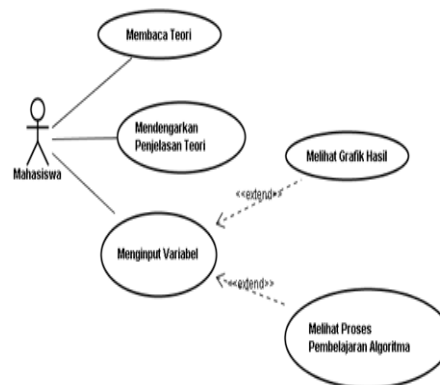 Membaca Teori
Mendengarkan
Penjelasan Teori
Mahasiswa
Melihat Grafik Hasil
<<extend>>
Menginput Variabel
<<extend>>
Melihat Proses
Pembelajaran Algoritma